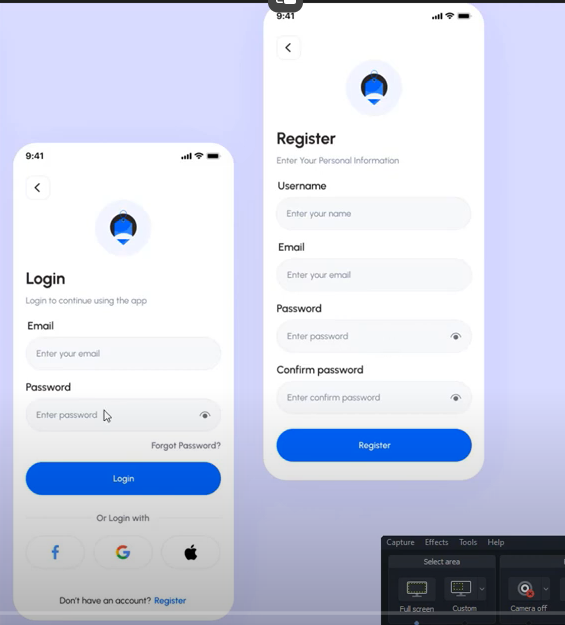 9:41
Login
Login to continue using the app
Email
Enter your email
Password
Enter password
Forgot Password?
Login
Or Login with
Don't have an account? Register
9:41
Register
Enter Your Personal Information
Username
Enter your name
Email
Enter your email
Password
Enter password
Confirm password
Enter confirm password
Register
Capture Effects Tools Help
Select area
Full screen Custom Camera off